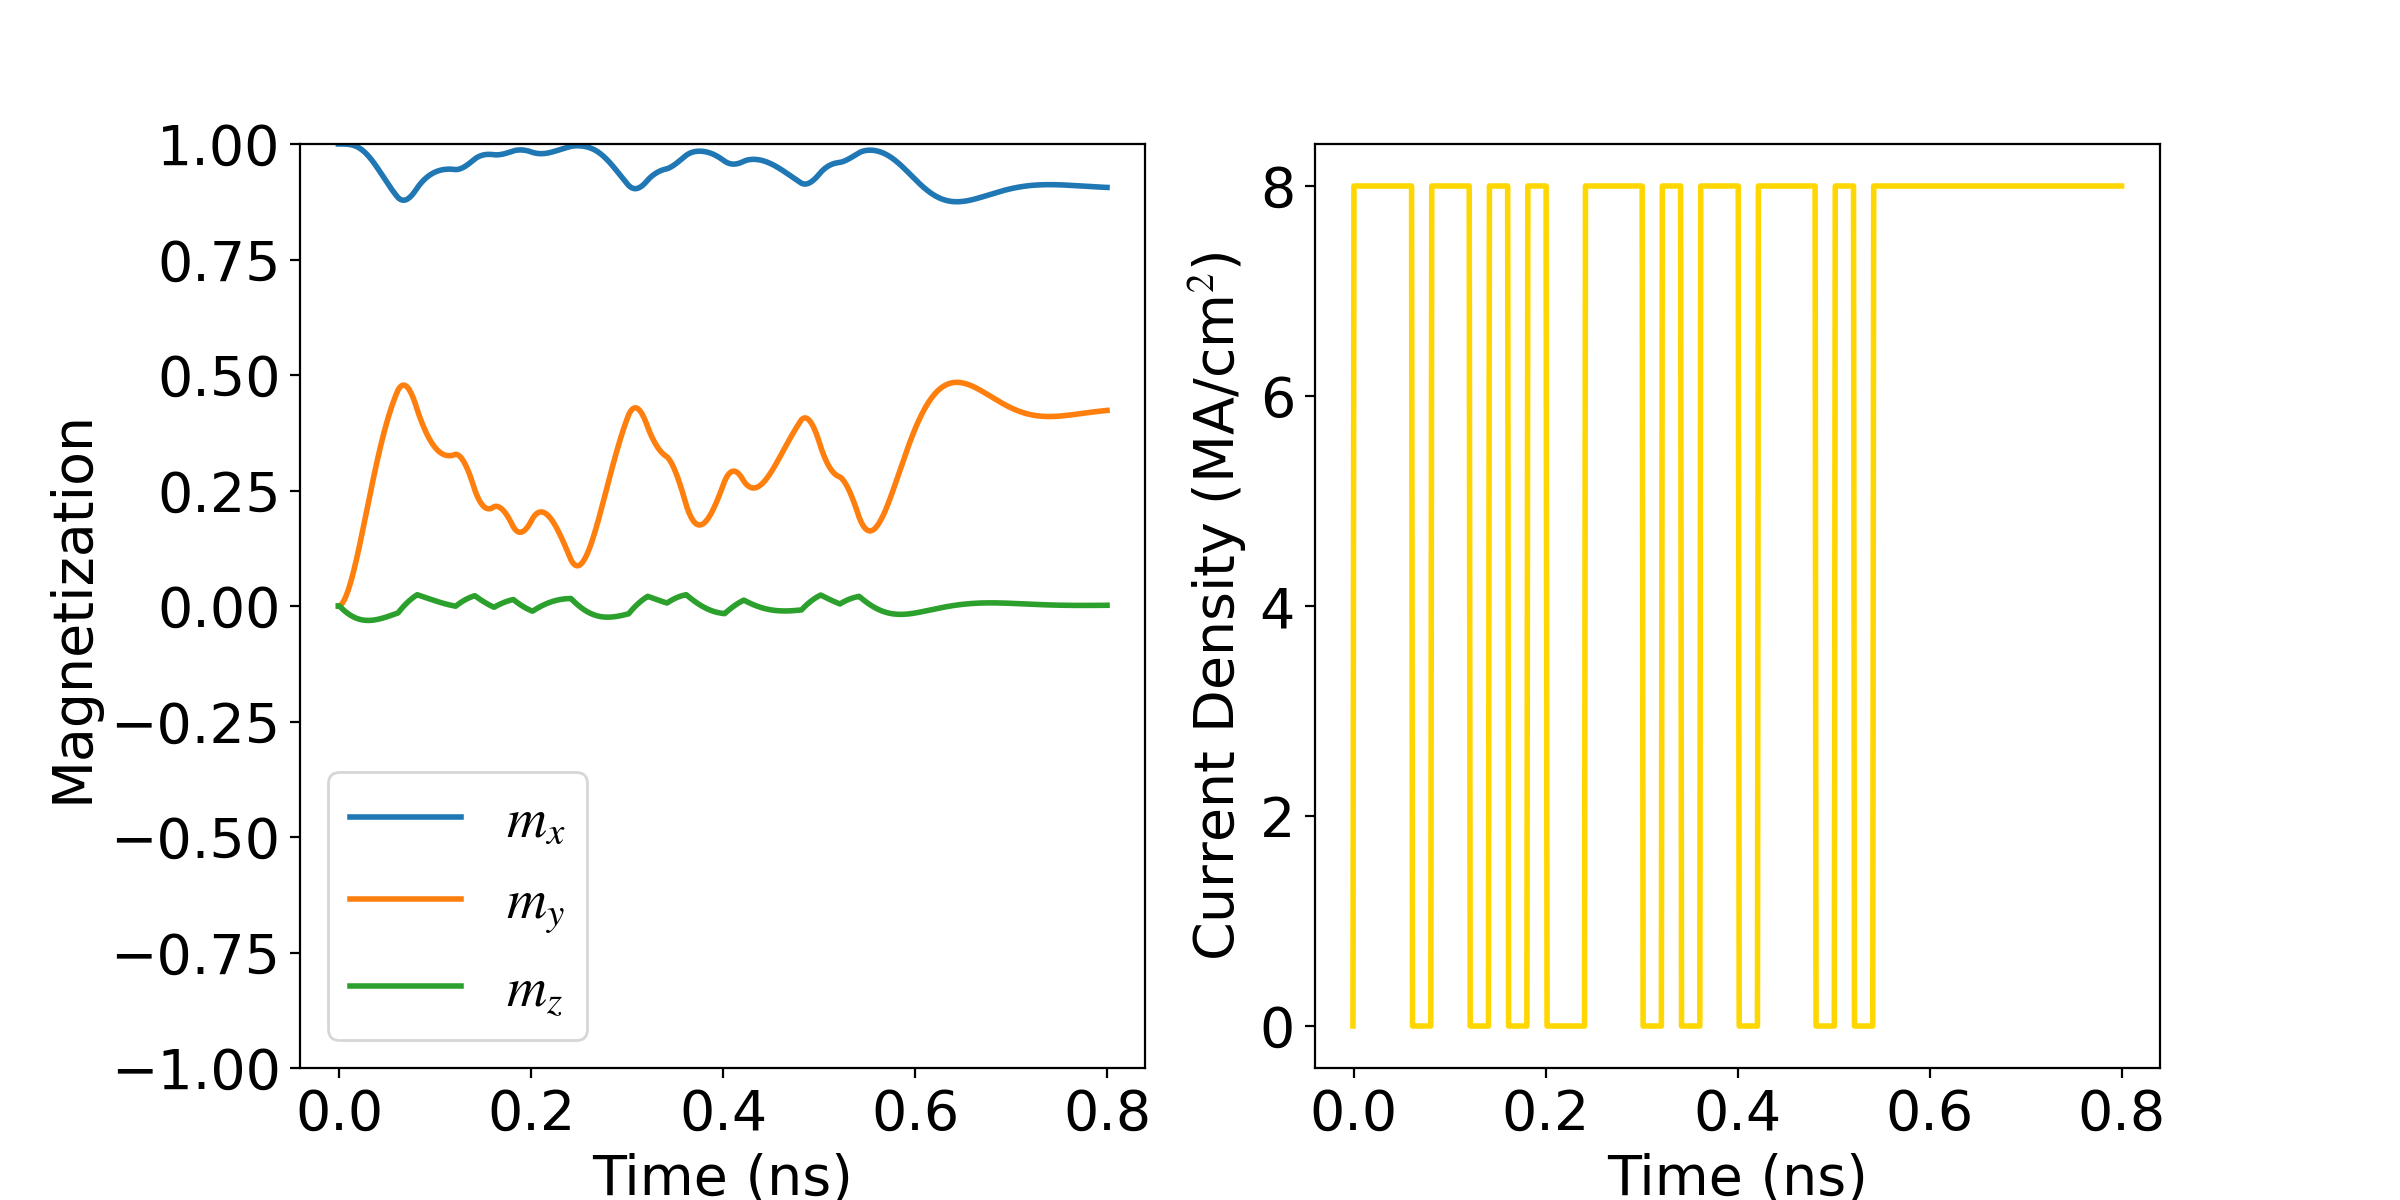 Magnetization
1.00
0.75
0.50
0.25
0.00
−0.25
−0.50
−0.75
−1.00
m_x
m_y
m_z
0.0 0.2 0.4 0.6 0.8
Time (ns)
Current Density (MA/cm²)
8
6
4
2
0
0.0 0.2 0.4 0.6 0.8
Time (ns)